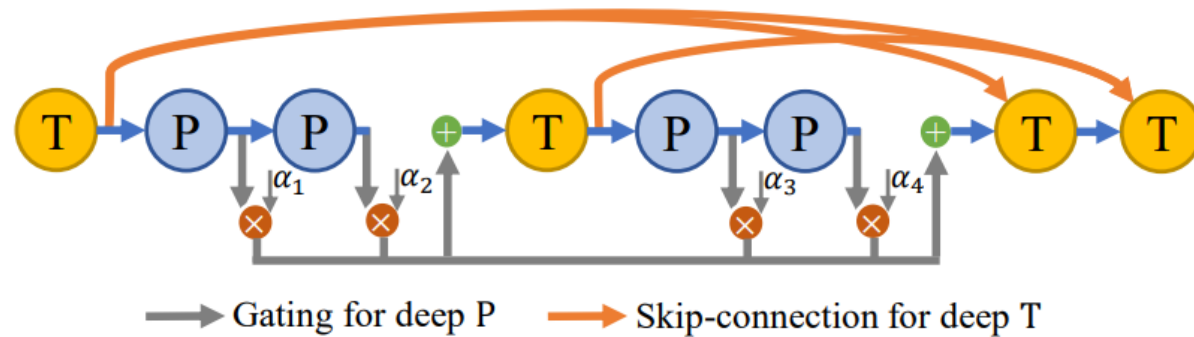 T P P + T P P + T T
× α₁ × α₂ × α₃ × α₄
Gating for deep P Skip-connection for deep T